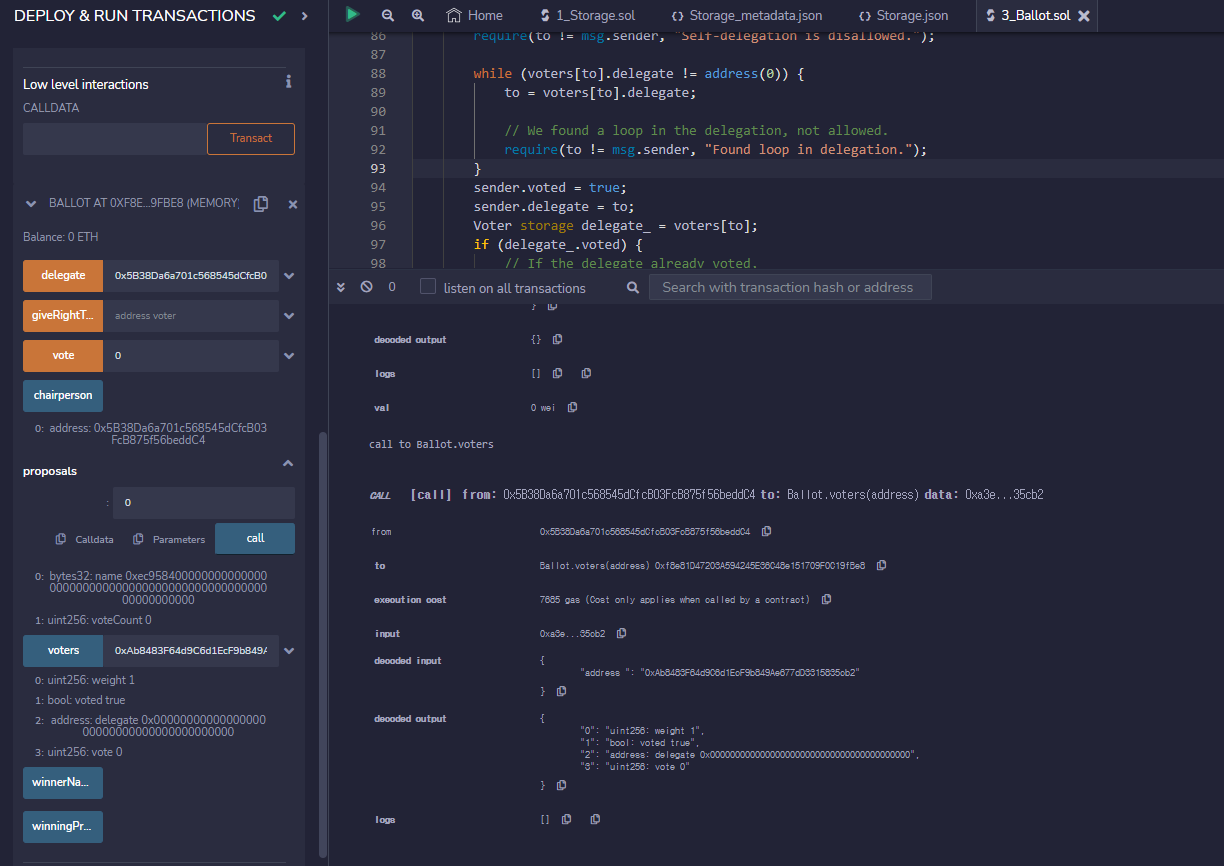 DEPLOY & RUN TRANSACTIONS
Low level interactions
CALLDATA
Transact
BALLOT AT 0XF8E...9FBE8 (MEMORY)
Balance: 0 ETH
delegate 0x5B38Da6a701c568545dCfcB0
giveRightT... address voter
vote 0
chairperson
0: address: 0x5B38Da6a701c568545dCfcB03
FcB875f56beddC4
proposals
: 0
Calldata Parameters call
0: bytes32: name 0xec958400000000000000
00000000000000000000000000000000000
00000000000
1: uint256: voteCount 0
voters 0xAb8483F64d9C6d1EcF9b849A
0: uint256: weight 1
1: bool: voted true
2: address: delegate 0x00000000000000000
00000000000000000000000
3: uint256: vote 0
winnerNa...
winningPr...
Home 1_Storage.sol Storage_metadata.json Storage.json 3_Ballot.sol
86 require(to != msg.sender, "Self-delegation is disallowed.");
87
88 while (voters[to].delegate != address(0)) {
89 to = voters[to].delegate;
90
91 // We found a loop in the delegation, not allowed.
92 require(to != msg.sender, "Found loop in delegation.");
93 }
94 sender.voted = true;
95 sender.delegate = to;
96 Voter storage delegate_ = voters[to];
97 if (delegate_.voted) {
98 // If the delegate already voted,
0 listen on all transactions Search with transaction hash or address
}
decoded output {}
logs []
val 0 wei
call to Ballot.voters
CALL [call] from: 0x5B38Da6a701c568545dCfcB03FcB875f56beddC4 to: Ballot.voters(address) data: 0xa3e...35cb2
from 0x5B38Da6a701c568545dCfcB03FcB875f56beddC4
to Ballot.voters(address)
execution cost 7685 gas (Cost only applies when called by a contract)
input 0xa3e...35cb2
decoded input {
"address ": "0xAb8483F64d9C6d1EcF9b849Ae677dD3315835cb2"
}
decoded output {
"0": "uint256: weight 1",
"1": "bool: voted true",
"2": "address: delegate 0x0000000000000000000000000000000000000000",
"3": "uint256: vote 0"
}
logs []